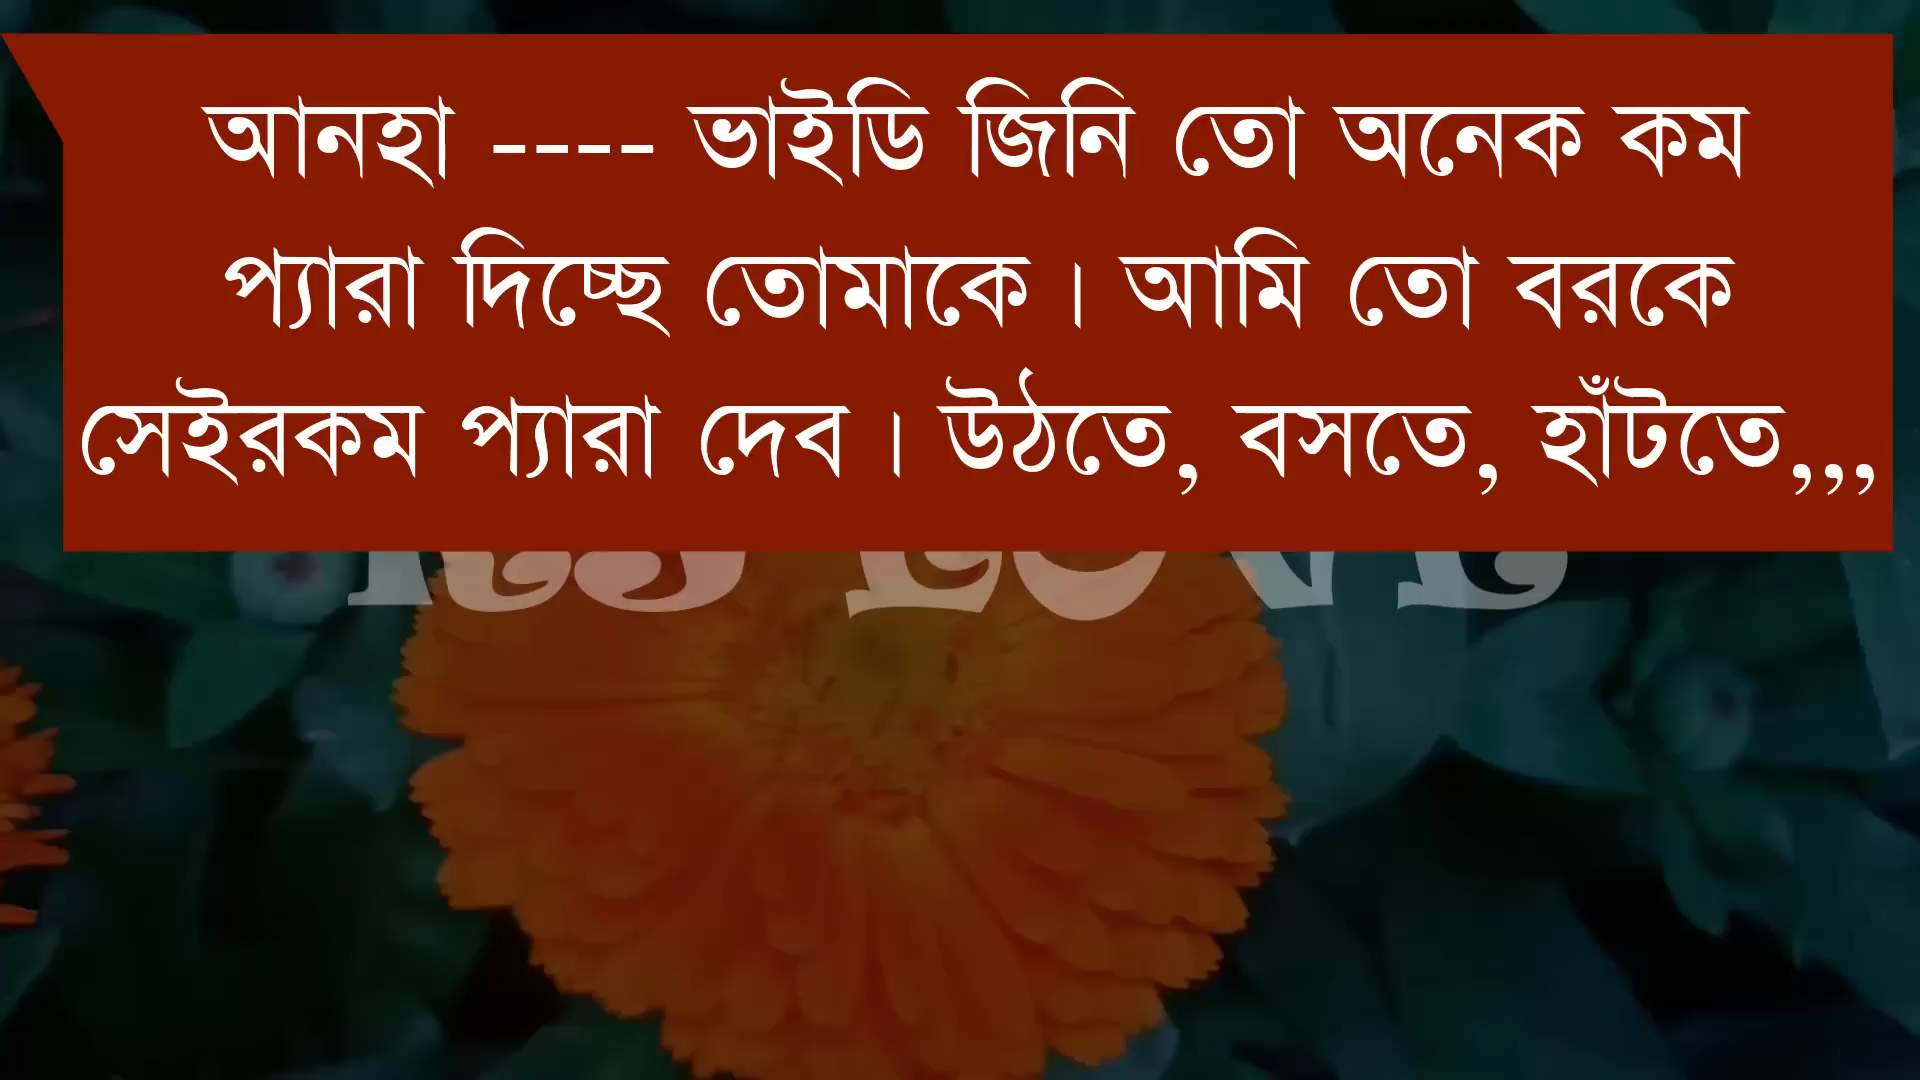 আনহা ---- ভাইডি জিনি তো অনেক কম
প্যারা দিচ্ছে তোমাকে। আমি তো বরকে
সেইরকম প্যারা দেব। উঠতে, বসতে, হাঁটতে,,,